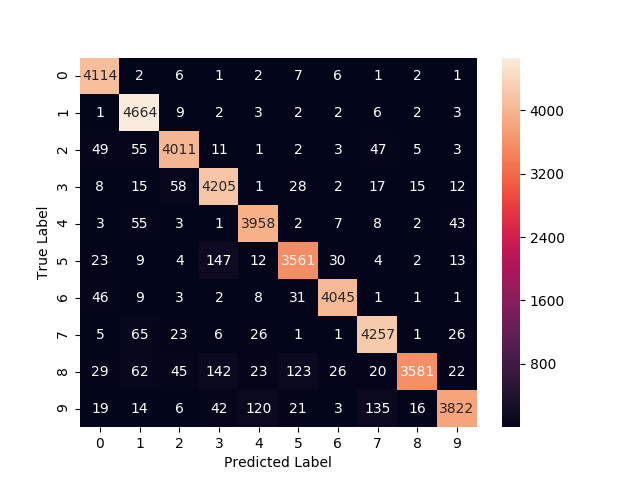 0 4114 2 6 1 2 7 6 1 2 1
1 1 4664 9 2 3 2 2 6 2 3 4000
2 49 55 4011 11 1 2 3 47 5 3
3 8 15 58 4205 1 28 2 17 15 12 3200
4 3 55 3 1 3958 2 7 8 2 43
True Label
2400
5 23 9 4 147 12 3561 30 4 2 13
6 46 9 3 2 8 31 4045 1 1 1 1600
7 5 65 23 6 26 1 1 4257 1 26
8 29 62 45 142 23 123 26 20 3581 22 800
9 19 14 6 42 120 21 3 135 16 3822
0 1 2 3 4 5 6 7 8 9
Predicted Label